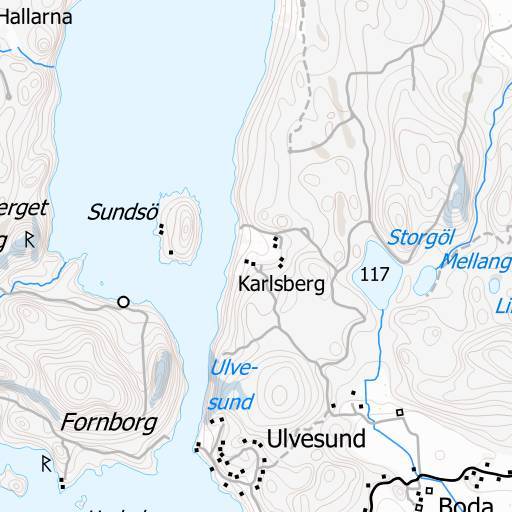 Hallarna
erget
g ᚱ
Sundsö
Storgöl
Mellang
117
Karlsberg
Li
Ulve-
sund
Fornborg
Ulvesund
ᚱ
Boda